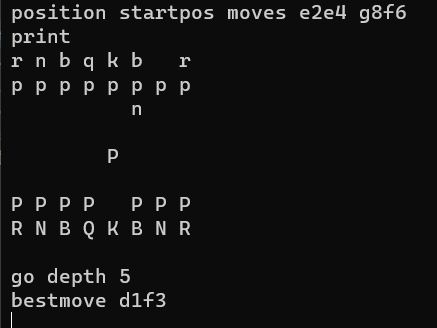 position startpos moves e2e4 g8f6
print
r n b q k b   r
p p p p p p p p
          n

        P

P P P P   P P P
R N B Q K B N R

go depth 5
bestmove d1f3